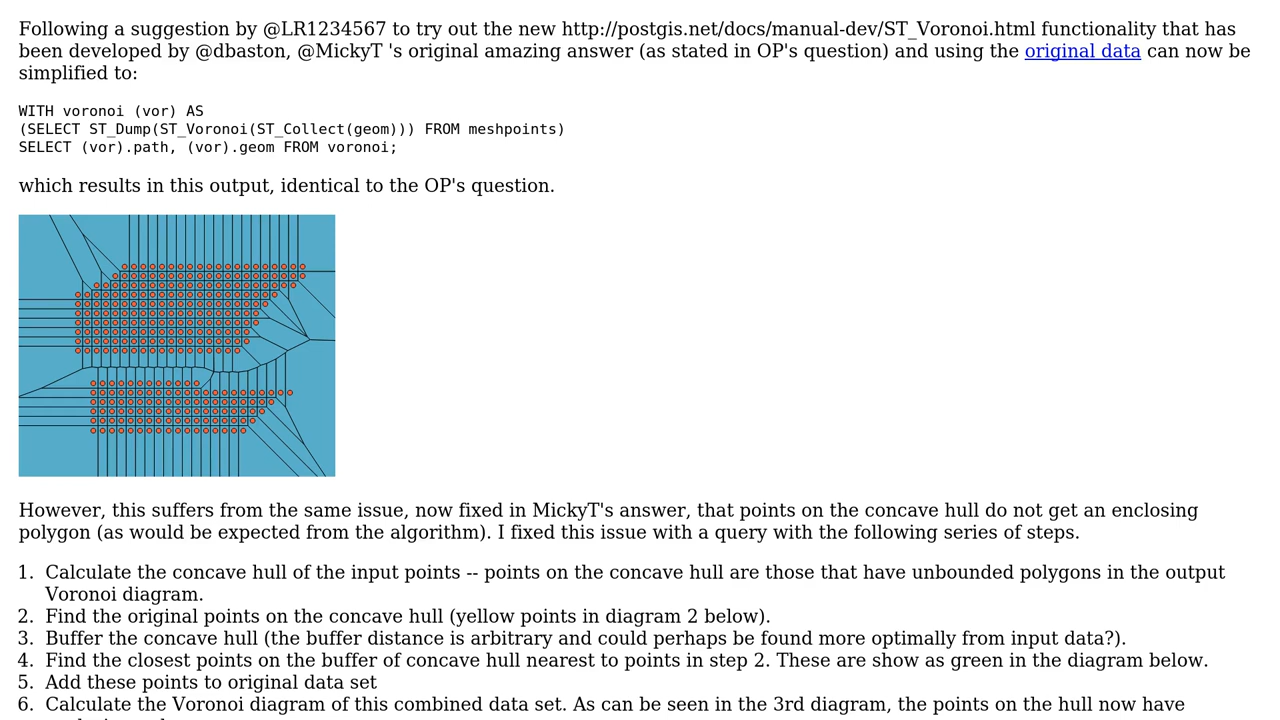 Following a suggestion by @LR1234567 to try out the new http://postgis.net/docs/manual-dev/ST_Voronoi.html functionality that has
been developed by @dbaston, @MickyT 's original amazing answer (as stated in OP's question) and using the original data can now be
simplified to:
WITH voronoi (vor) AS
(SELECT ST_Dump(ST_Voronoi(ST_Collect(geom))) FROM meshpoints)
SELECT (vor).path, (vor).geom FROM voronoi;
which results in this output, identical to the OP's question.
However, this suffers from the same issue, now fixed in MickyT's answer, that points on the concave hull do not get an enclosing
polygon (as would be expected from the algorithm). I fixed this issue with a query with the following series of steps.
1. Calculate the concave hull of the input points -- points on the concave hull are those that have unbounded polygons in the output
Voronoi diagram.
2. Find the original points on the concave hull (yellow points in diagram 2 below).
3. Buffer the concave hull (the buffer distance is arbitrary and could perhaps be found more optimally from input data?).
4. Find the closest points on the buffer of concave hull nearest to points in step 2. These are show as green in the diagram below.
5. Add these points to original data set
6. Calculate the Voronoi diagram of this combined data set. As can be seen in the 3rd diagram, the points on the hull now have